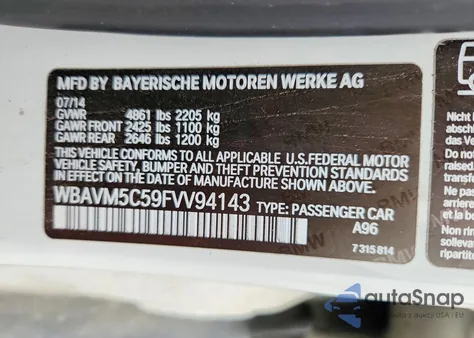 MFD BY BAYERISCHE MOTOREN WERKE AG
07/14
GVWR 4861 lbs 2205 kg
GAWR FRONT 2425 lbs 1100 kg
GAWR REAR 2646 lbs 1200 kg
THIS VEHICLE CONFORMS TO ALL APPLICABLE U.S. FEDERAL MOTOR
VEHICLE SAFETY, BUMPER AND THEFT PREVENTION STANDARDS
IN EFFECT ON THE DATE OF MANUFACTURE SHOWN ABOVE.
WBAVM5C59FVV94143 TYPE: PASSENGER CAR
A96
7 315 814
Nicht
autoSnap